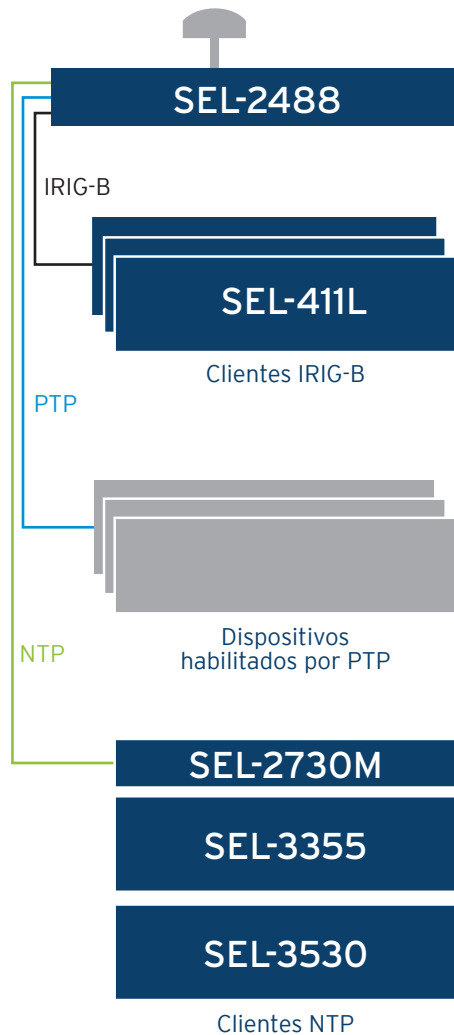 SEL-2488
IRIG-B
SEL-411L
Clientes IRIG-B
PTP
Dispositivos
habilitados por PTP
NTP
SEL-2730M
SEL-3355
SEL-3530
Clientes NTP